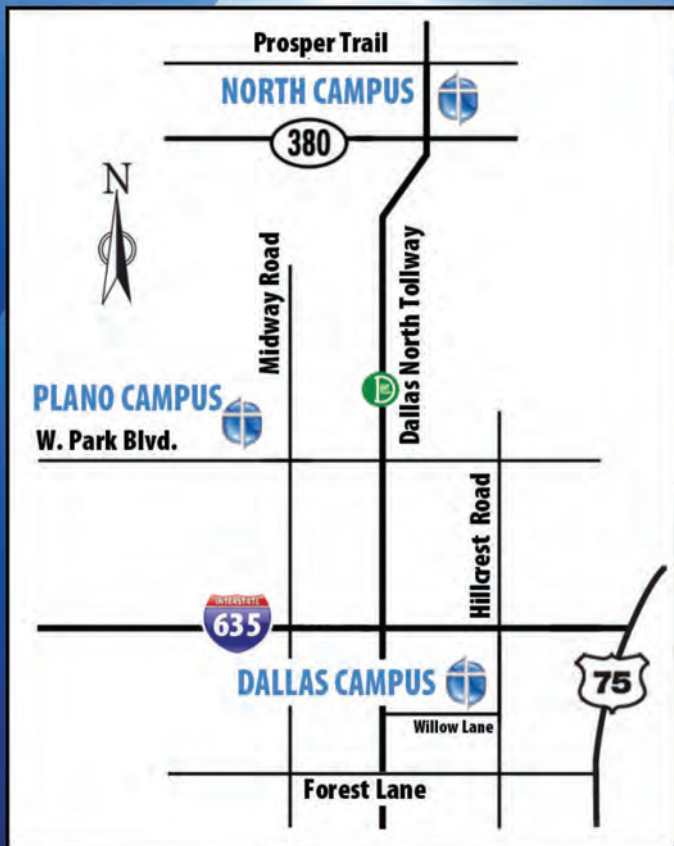 Prosper Trail
NORTH CAMPUS
380
N
Midway Road
Dallas North Tollway
PLANO CAMPUS
W. Park Blvd.
Hillcrest Road
INTERSTATE
635
DALLAS CAMPUS
75
Willow Lane
Forest Lane